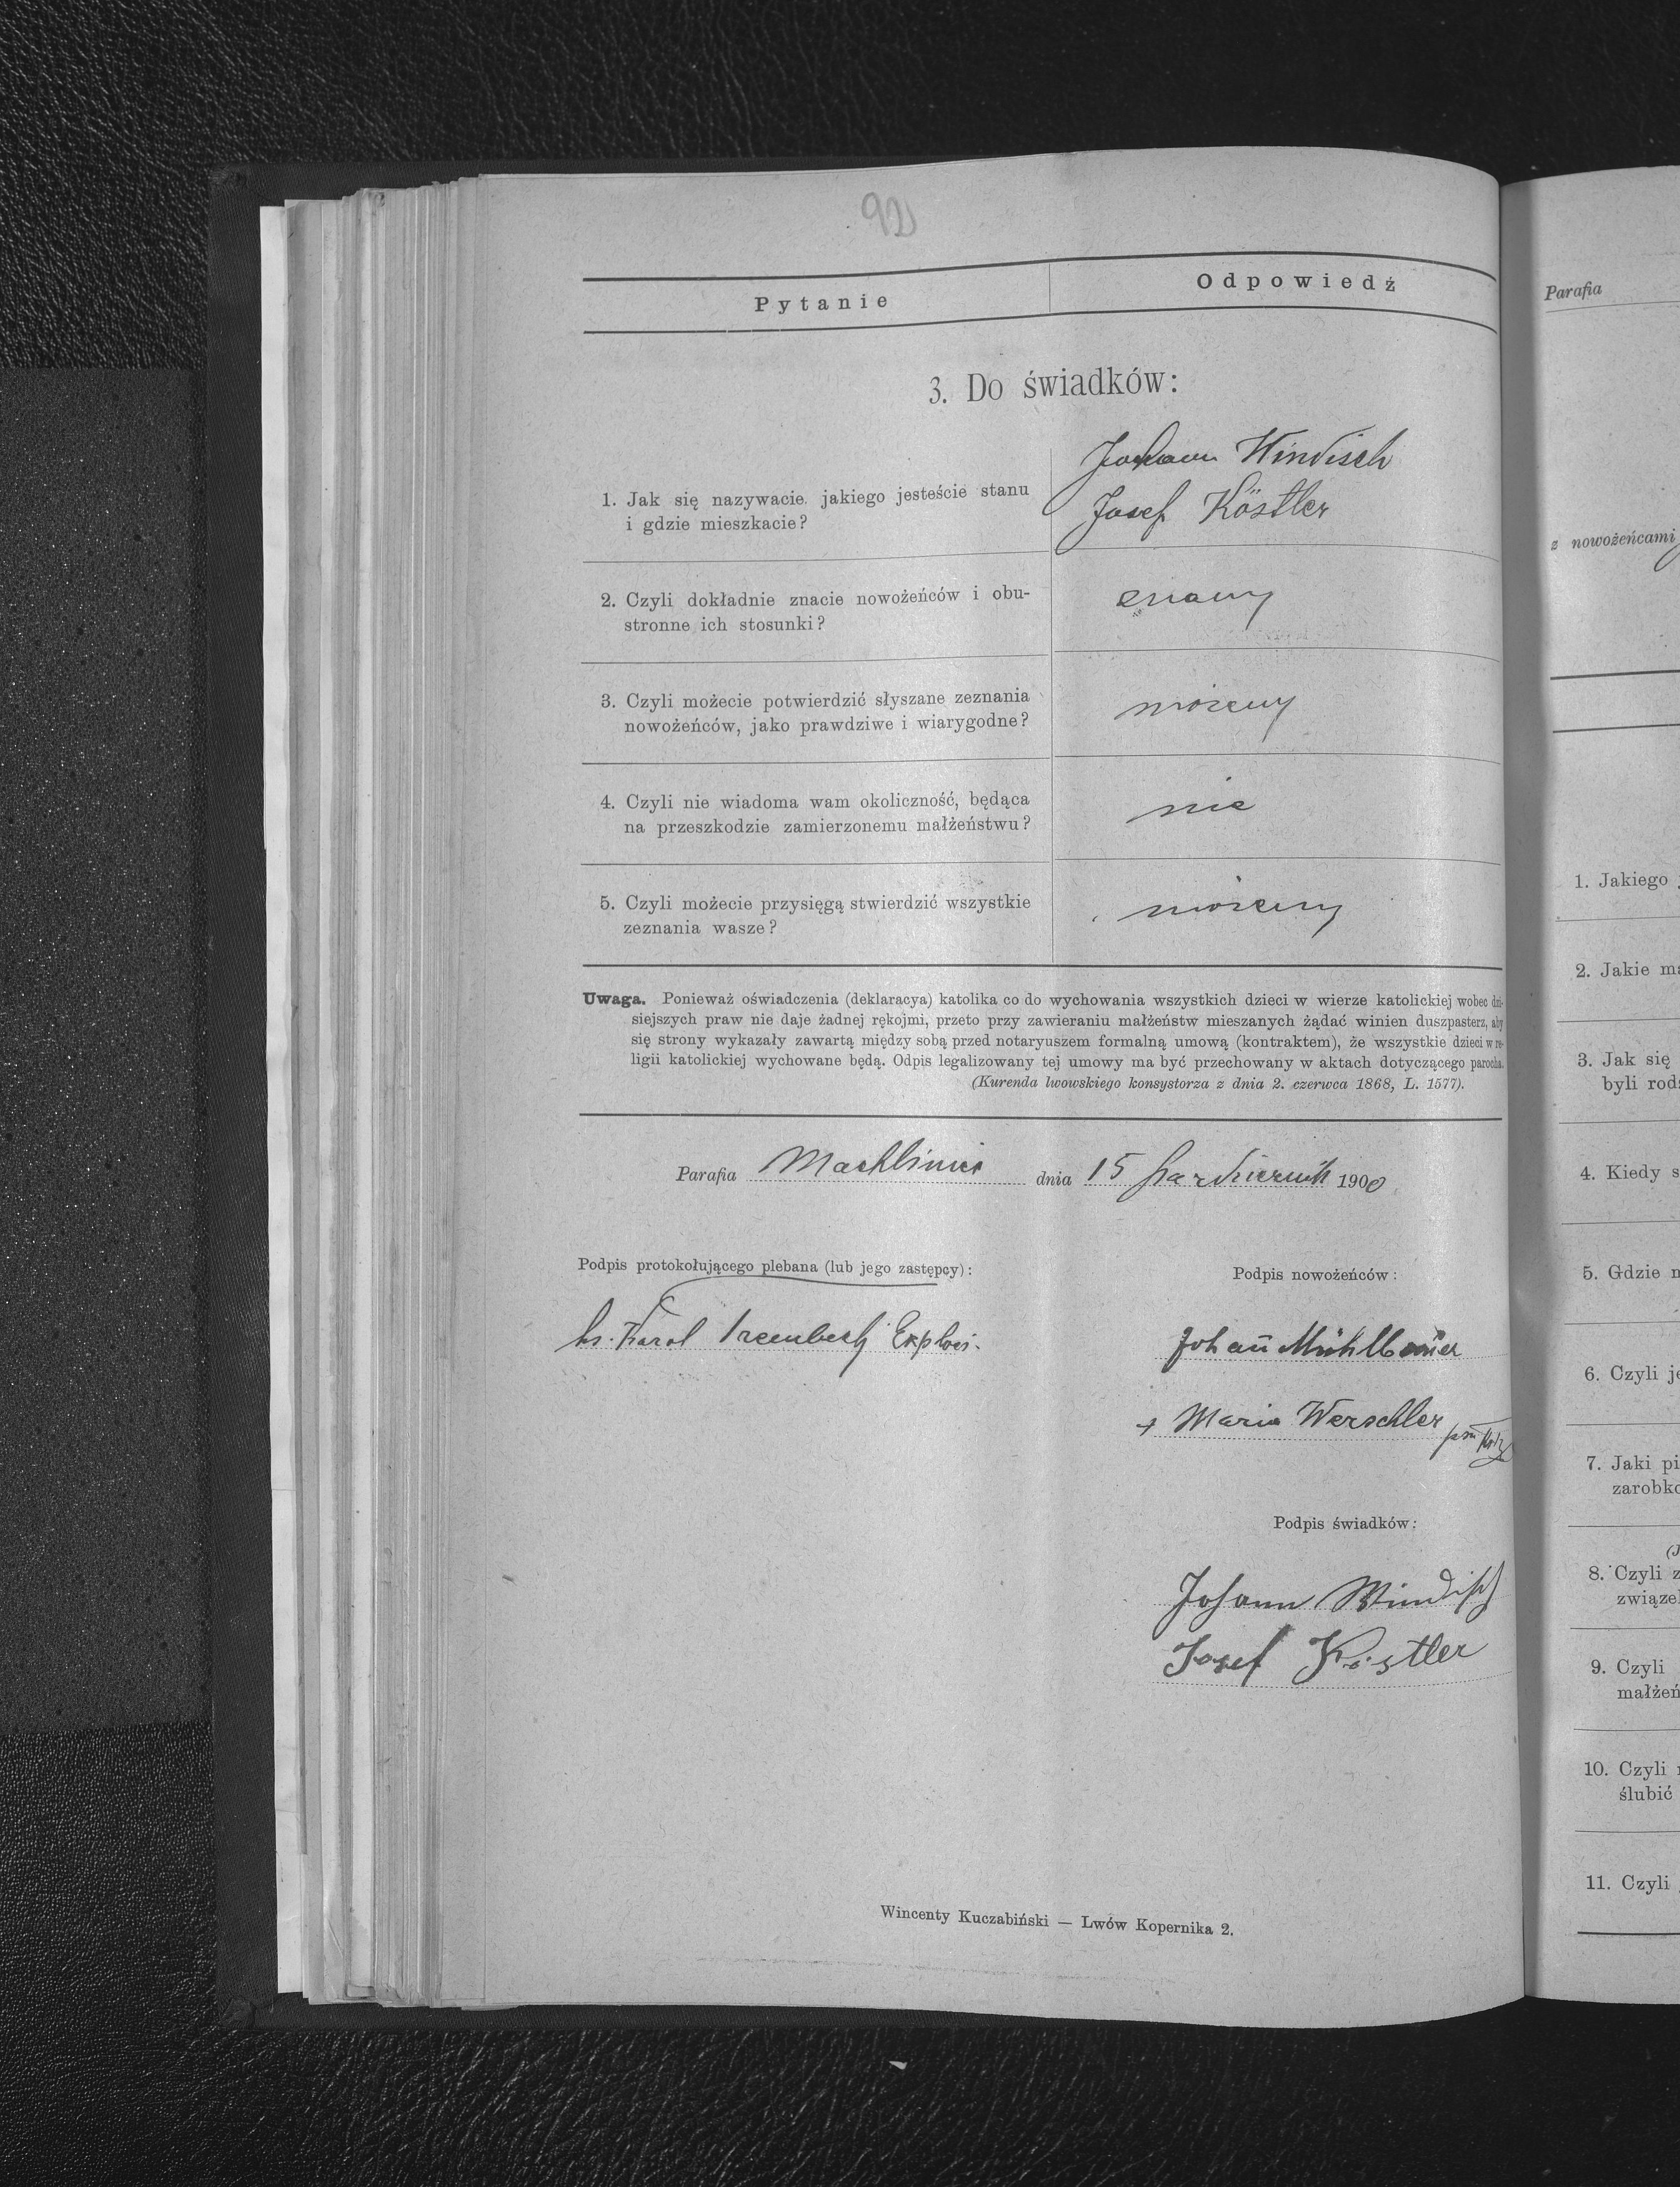 92
Pytanie
Odpowiedź
3. Do świadków:
1. Jak się nazywacie, jakiego jesteście stanu
i gdzie mieszkacie?
Johann Windisch
Josef Köstler
2. Czyli dokładnie znacie nowożeńców i obu-
stronne ich stosunki?
znamy
3. Czyli możecie potwierdzić słyszane zeznania
nowożeńców, jako prawdziwe i wiarygodne?
możemy
4. Czyli nie wiadoma wam okoliczność, będąca
na przeszkodzie zamierzonemu małżeństwu?
nie
5. Czyli możecie przysięgą stwierdzić wszystkie
zeznania wasze?
możemy
Uwaga. Ponieważ oświadczenia (deklaracya) katolika co do wychowania wszystkich dzieci w wierze katolickiej wobec dzi-
siejszych praw nie daje żadnej rękojmi, przeto przy zawieraniu małżeństw mieszanych żądać winien duszpasterz, aby
się strony wykazały zawartą między sobą przed notaryuszem formalną umową (kontraktem), że wszystkie dzieci w re-
ligii katolickiej wychowane będą. Odpis legalizowany tej umowy ma być przechowany w aktach dotyczącego parocha.
(Kurenda lwowskiego konsystorza z dnia 2. czerwca 1868, L. 1577).
Parafia Machliniec dnia 15 październik 1900
Podpis protokołującego plebana (lub jego zastępcy):
Podpis nowożeńców:
ks. Karol
Johañ Mühlbauer
+ Maria Werschler
Podpis świadków:
Johann Windisch
Josef Köstler
Wincenty Kuczabiński — Lwów Kopernika 2.
Parafia
z nowożeńcami
1. Jakiego
2. Jakie
3. Jak się
byli
4. Kiedy
5. Gdzie
6. Czyli
7. Jaki
8. Czyli
9. Czyli
10. Czyli
ślubić
11. Czyli